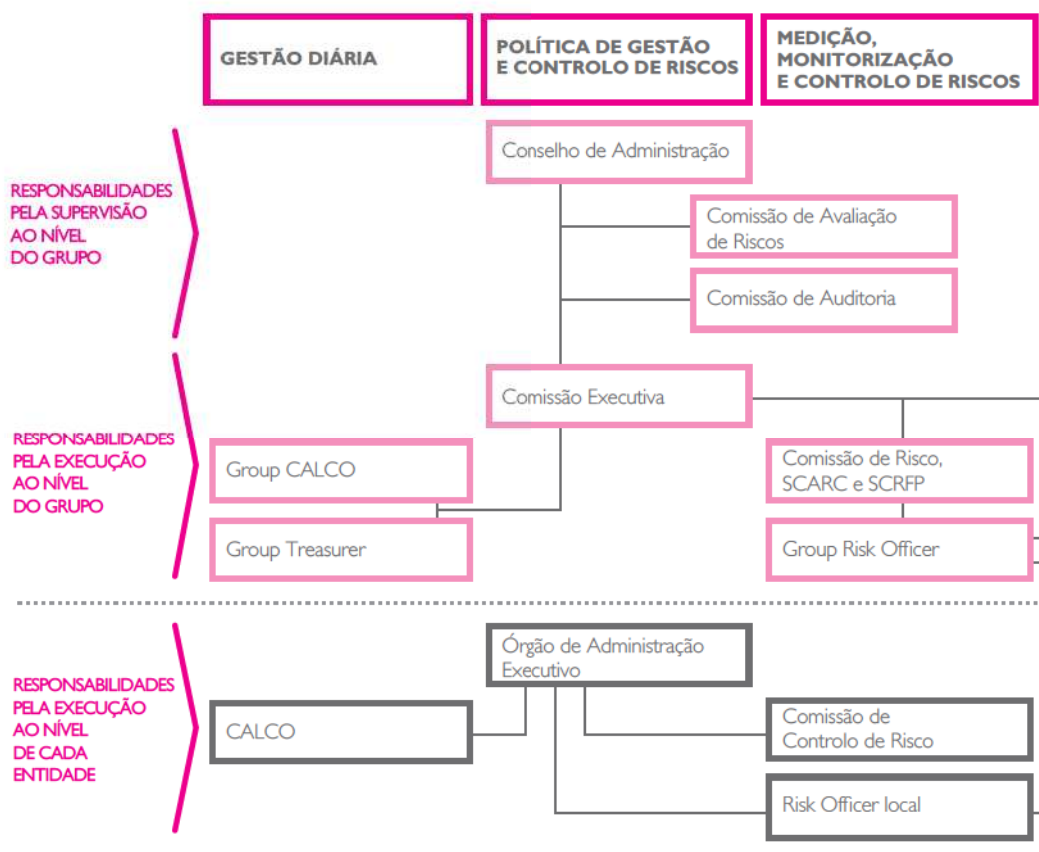 GESTÃO DIÁRIA
POLÍTICA DE GESTÃO
E CONTROLO DE RISCOS
MEDIÇÃO,
MONITORIZAÇÃO
E CONTROLO DE RISCOS
RESPONSABILIDADES
PELA SUPERVISÃO
AO NÍVEL
DO GRUPO
Conselho de Administração
Comissão de Avaliação
de Riscos
Comissão de Auditoria
RESPONSABILIDADES
PELA EXECUÇÃO
AO NÍVEL
DO GRUPO
Comissão Executiva
Group CALCO
Comissão de Risco,
SCARC e SCRFP
Group Treasurer
Group Risk Officer
RESPONSABILIDADES
PELA EXECUÇÃO
AO NÍVEL
DE CADA
ENTIDADE
Órgão de Administração
Executivo
CALCO
Comissão de
Controlo de Risco
Risk Officer local